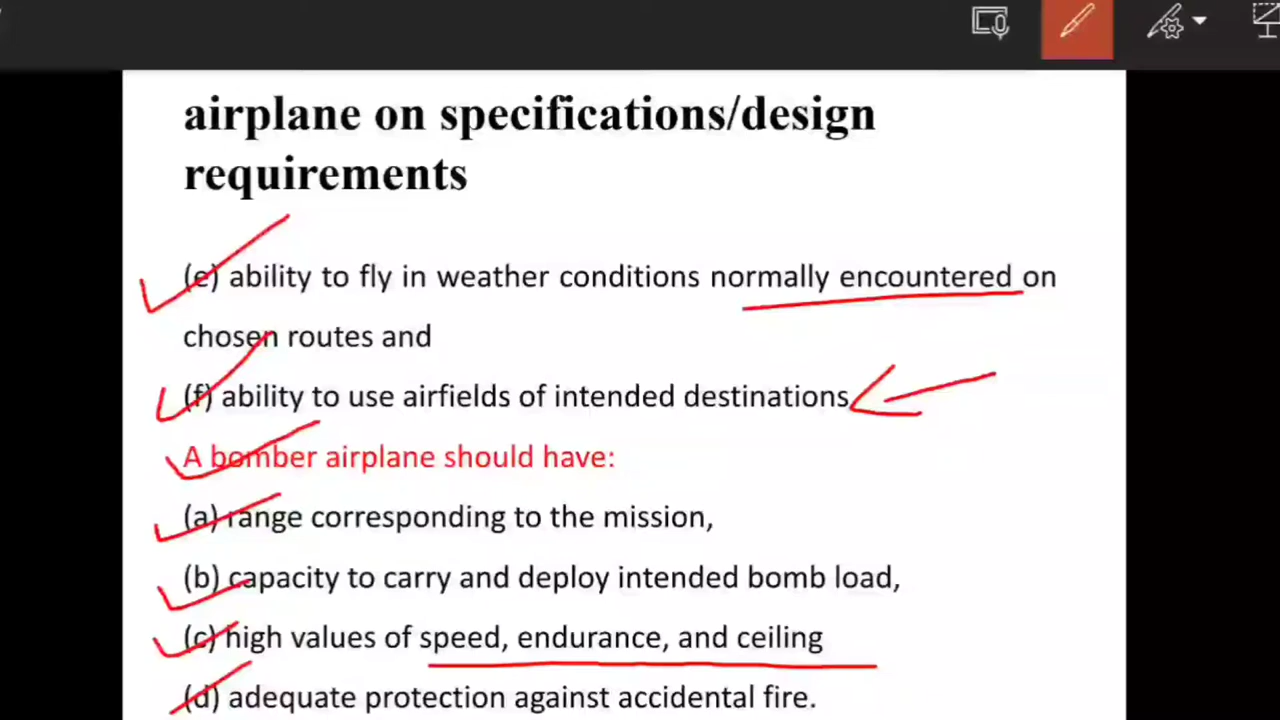 airplane on specifications/design
requirements
(e) ability to fly in weather conditions normally encountered on
chosen routes and
(f) ability to use airfields of intended destinations
A bomber airplane should have:
(a) range corresponding to the mission,
(b) capacity to carry and deploy intended bomb load,
(c) high values of speed, endurance, and ceiling
(d) adequate protection against accidental fire.